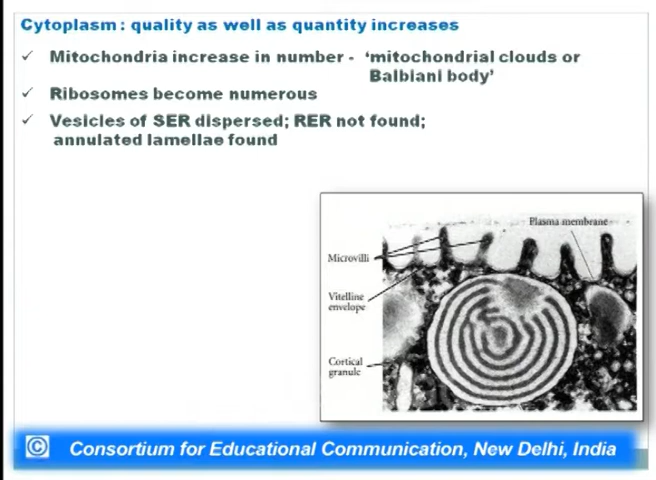 Cytoplasm : quality as well as quantity increases
✓ Mitochondria increase in number - ‘mitochondrial clouds or
Balbiani body’
✓ Ribosomes become numerous
✓ Vesicles of SER dispersed; RER not found;
annulated lamellae found
Plasma membrane
Microvilli
Vitelline
envelope
Cortical
granule
© Consortium for Educational Communication, New Delhi, India